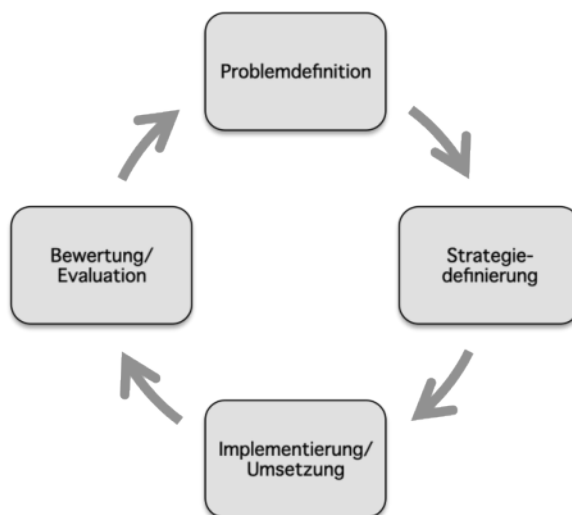 Problemdefinition
Strategie-
definierung
Implementierung/
Umsetzung
Bewertung/
Evaluation